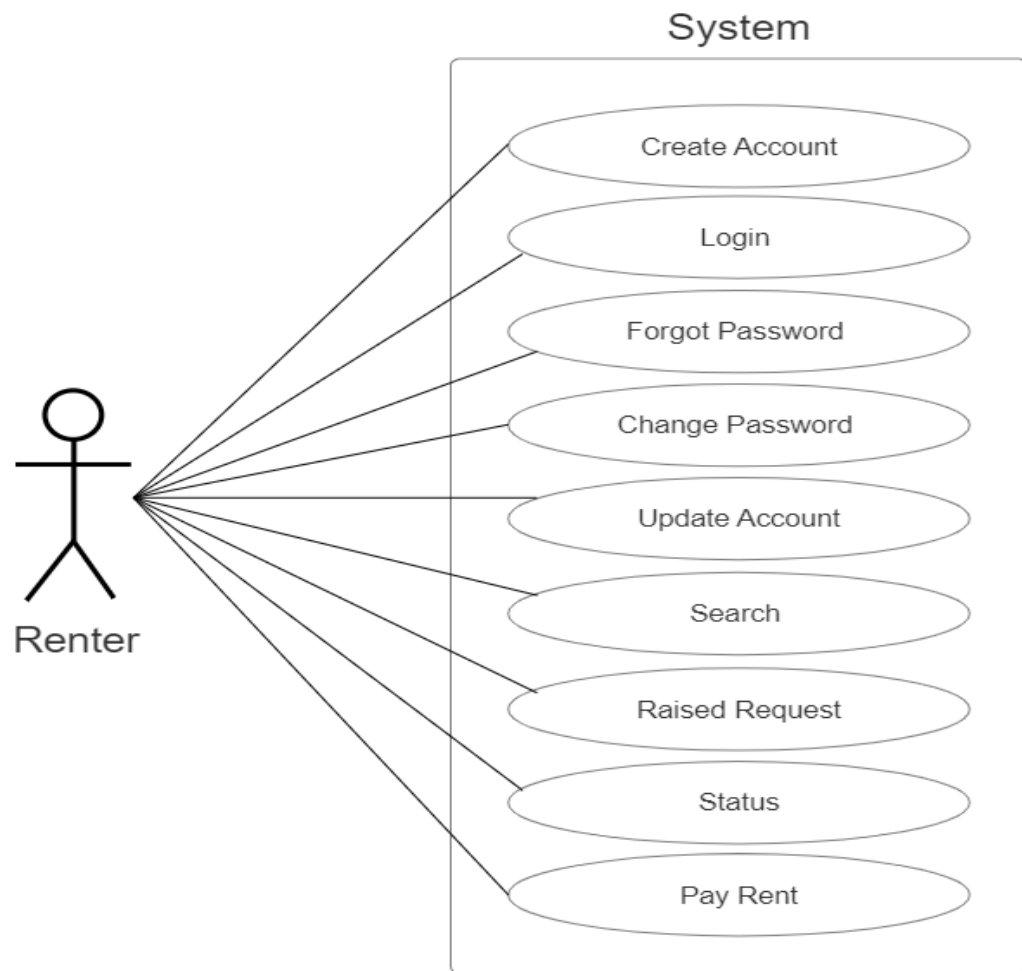 System
Create Account
Login
Forgot Password
Change Password
Update Account
Search
Renter
Raised Request
Status
Pay Rent